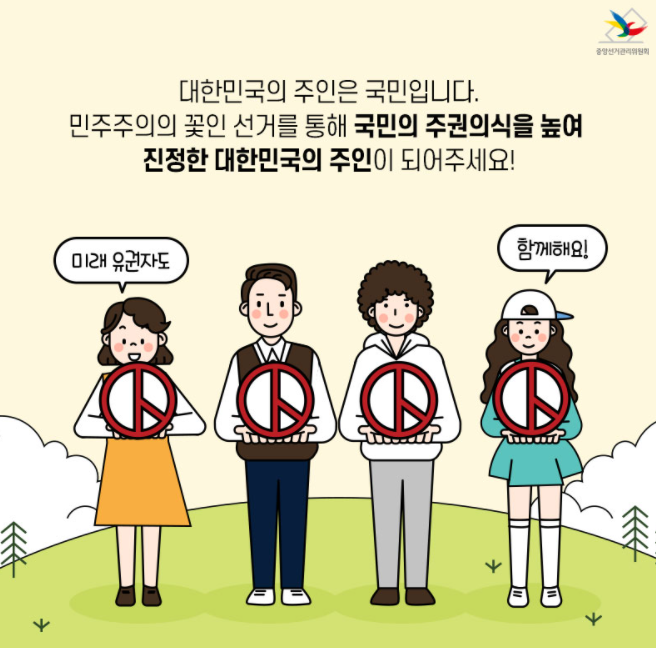 중앙선거관리위원회
대한민국의 주인은 국민입니다.
민주주의의 꽃인 선거를 통해 국민의 주권의식을 높여
진정한 대한민국의 주인이 되어주세요!
미래 유권자도
함께해요!